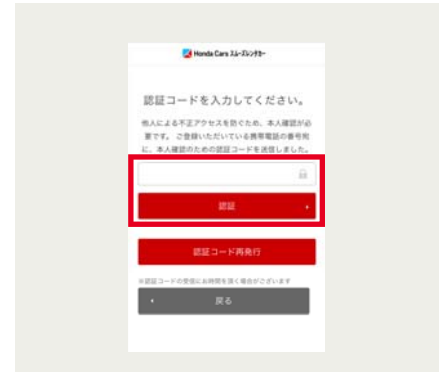 Honda Cars スムーズレンタカー
認証コードを入力してください。
他人による不正アクセスを防ぐため、本人確認が必
要です。ご登録いただいている携帯電話の番号宛
に、本人確認のための認証コードを送信しました。
認証
認証コード再発行
※認証コードの受信にお時間を頂く場合がございます
戻る